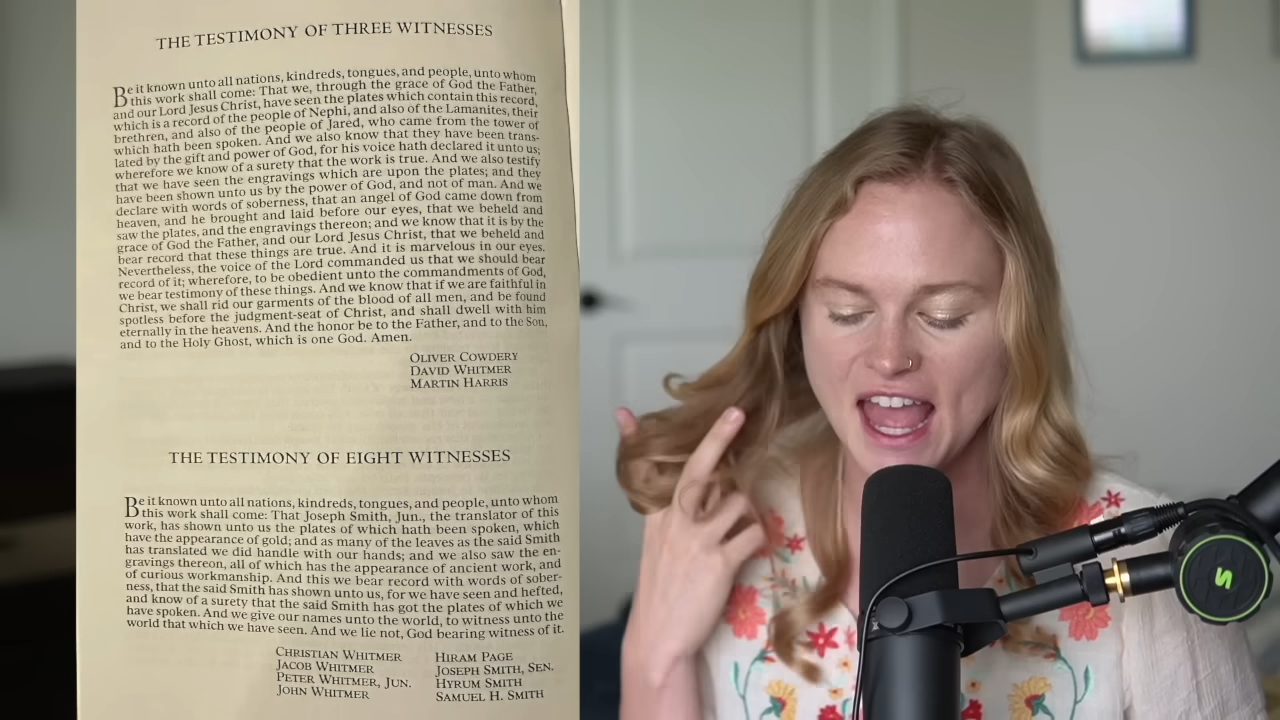 THE TESTIMONY OF THREE WITNESSES
Be it known unto all nations, kindreds, tongues, and people, unto whom
this work shall come: That we, through the grace of God the Father,
and our Lord Jesus Christ, have seen the plates which contain this record,
which is a record of the people of Nephi, and also of the Lamanites, their
brethren, and also of the people of Jared, who came from the tower of
which hath been spoken. And we also know that they have been trans-
lated by the gift and power of God, for his voice hath declared it unto us;
wherefore we know of a surety that the work is true. And we also testify
that we have seen the engravings which are upon the plates; and they
have been shown unto us by the power of God, and not of man. And we
declare with words of soberness, that an angel of God came down from
heaven, and he brought and laid before our eyes, that we beheld and
saw the plates, and the engravings thereon; and we know that it is by the
grace of God the Father, and our Lord Jesus Christ, that we beheld and
bear record that these things are true. And it is marvelous in our eyes.
Nevertheless, the voice of the Lord commanded us that we should bear
record of it; wherefore, to be obedient unto the commandments of God,
we bear testimony of these things. And we know that if we are faithful in
Christ, we shall rid our garments of the blood of all men, and be found
spotless before the judgment-seat of Christ, and shall dwell with him
eternally in the heavens. And the honor be to the Father, and to the Son,
and to the Holy Ghost, which is one God. Amen.
OLIVER COWDERY
DAVID WHITMER
MARTIN HARRIS
THE TESTIMONY OF EIGHT WITNESSES
Be it known unto all nations, kindreds, tongues, and people, unto whom
this work shall come: That Joseph Smith, Jun., the translator of this
work, has shown unto us the plates of which hath been spoken, which
have the appearance of gold; and as many of the leaves as the said Smith
has translated we did handle with our hands; and we also saw the en-
gravings thereon, all of which has the appearance of ancient work, and
of curious workmanship. And this we bear record with words of sober-
ness, that the said Smith has shown unto us, for we have seen and hefted,
and know of a surety that the said Smith has got the plates of which we
have spoken. And we give our names unto the world, to witness unto the
world that which we have seen. And we lie not, God bearing witness of it.
CHRISTIAN WHITMER
JACOB WHITMER
PETER WHITMER, JUN.
JOHN WHITMER
HIRAM PAGE
JOSEPH SMITH, SEN.
HYRUM SMITH
SAMUEL H. SMITH